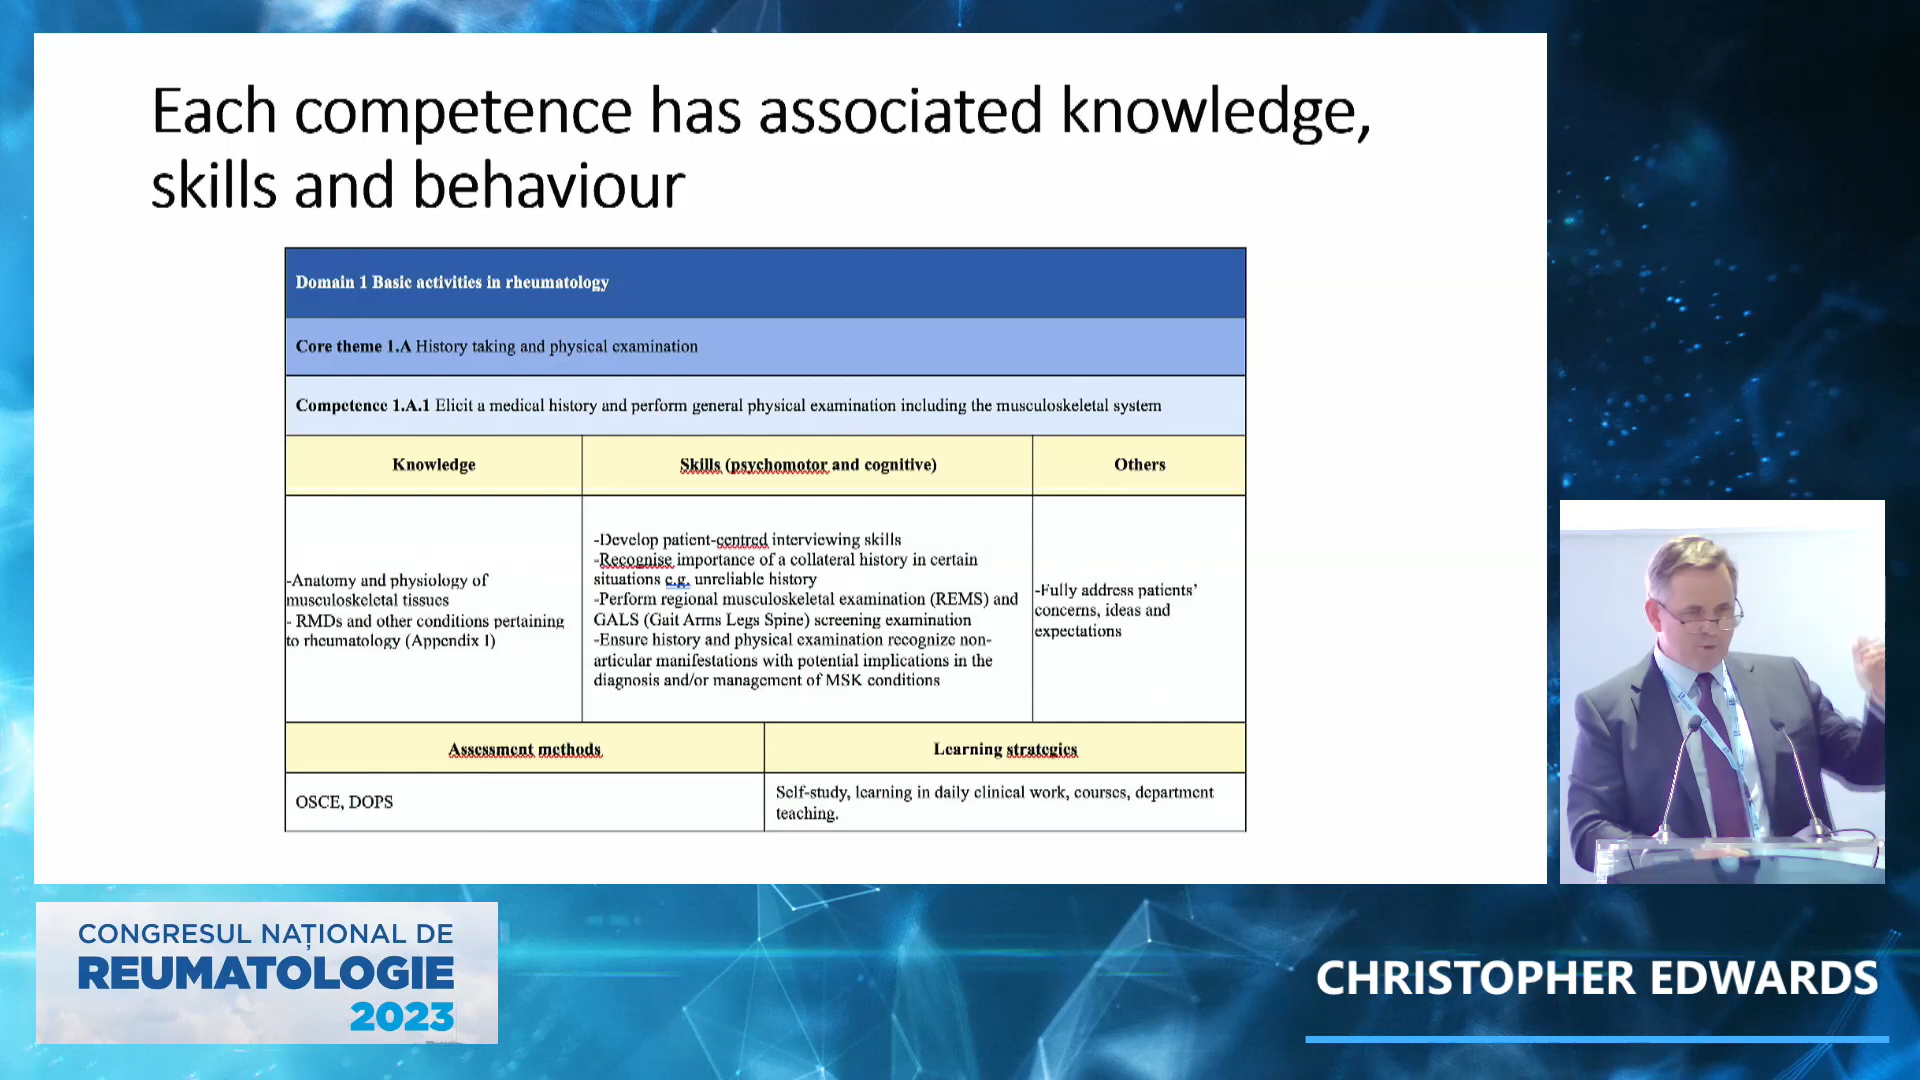 Each competence has associated knowledge,
skills and behaviour
Domain 1 Basic activities in rheumatology
Core theme 1.A History taking and physical examination
Competence 1.A.1 Elicit a medical history and perform general physical examination including the musculoskeletal system
Knowledge
Skills (psychomotor and cognitive)
Others
-Anatomy and physiology of
musculoskeletal tissues
- RMDs and other conditions pertaining
to rheumatology (Appendix I)
-Develop patient-centred interviewing skills
-Recognise importance of a collateral history in certain
situations e.g. unreliable history
-Perform regional musculoskeletal examination (REMS) and
GALS (Gait Arms Legs Spine) screening examination
-Ensure history and physical examination recognize non-
articular manifestations with potential implications in the
diagnosis and/or management of MSK conditions
-Fully address patients'
concerns, ideas and
expectations
Assessment methods
Learning strategies
OSCE, DOPS
Self-study, learning in daily clinical work, courses, department
teaching.
CONGRESUL NAȚIONAL DE
REUMATOLOGIE
2023
CHRISTOPHER EDWARDS